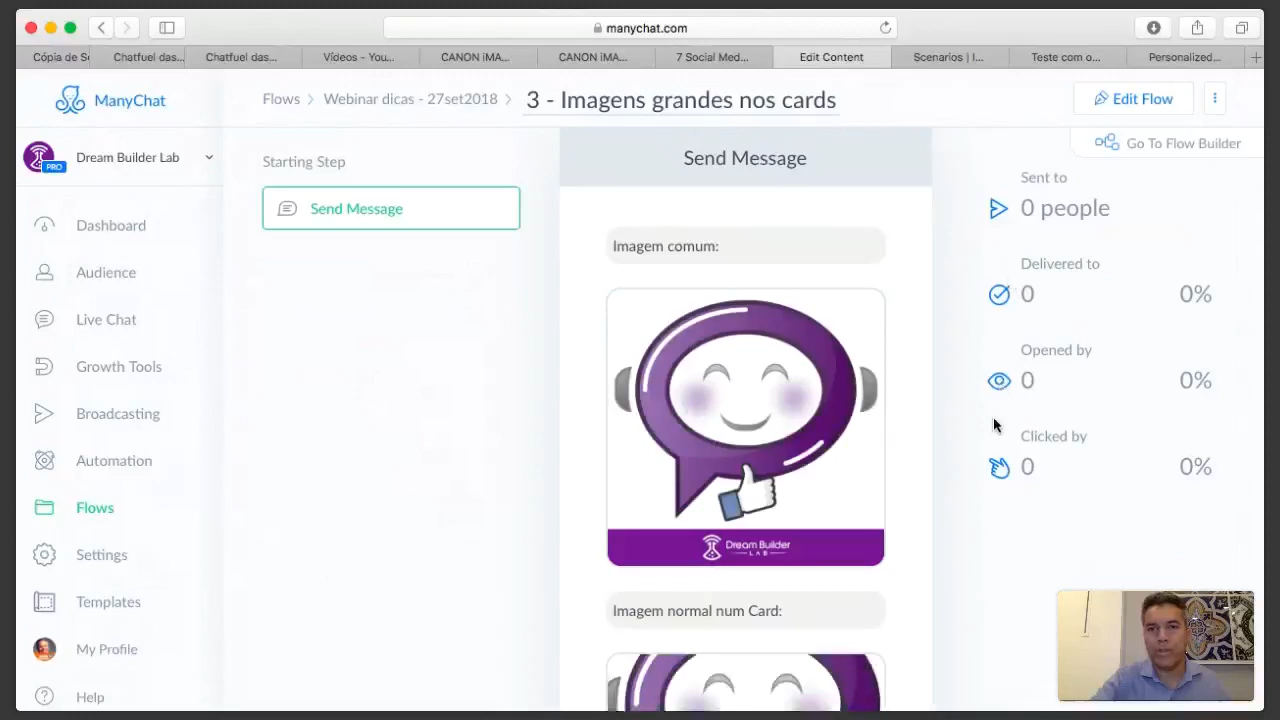 manychat.com
Cópia de Se
Chatfuel das...
Chatfuel das...
Vídeos - You...
CANON iMA...
CANON iMA...
7 Social Med...
Edit Content
Scenarios | I...
Teste com o...
Personalized...
ManyChat
Flows
Webinar dicas - 27set2018
3 - Imagens grandes nos cards
Edit Flow
Go To Flow Builder
PRO
Dream Builder Lab
Dashboard
Audience
Live Chat
Growth Tools
Broadcasting
Automation
Flows
Settings
Templates
My Profile
Help
Starting Step
Send Message
Send Message
Imagem comum:
Dream Builder
LAB
Imagem normal num Card:
Sent to
0 people
Delivered to
0 0%
Opened by
0 0%
Clicked by
0 0%